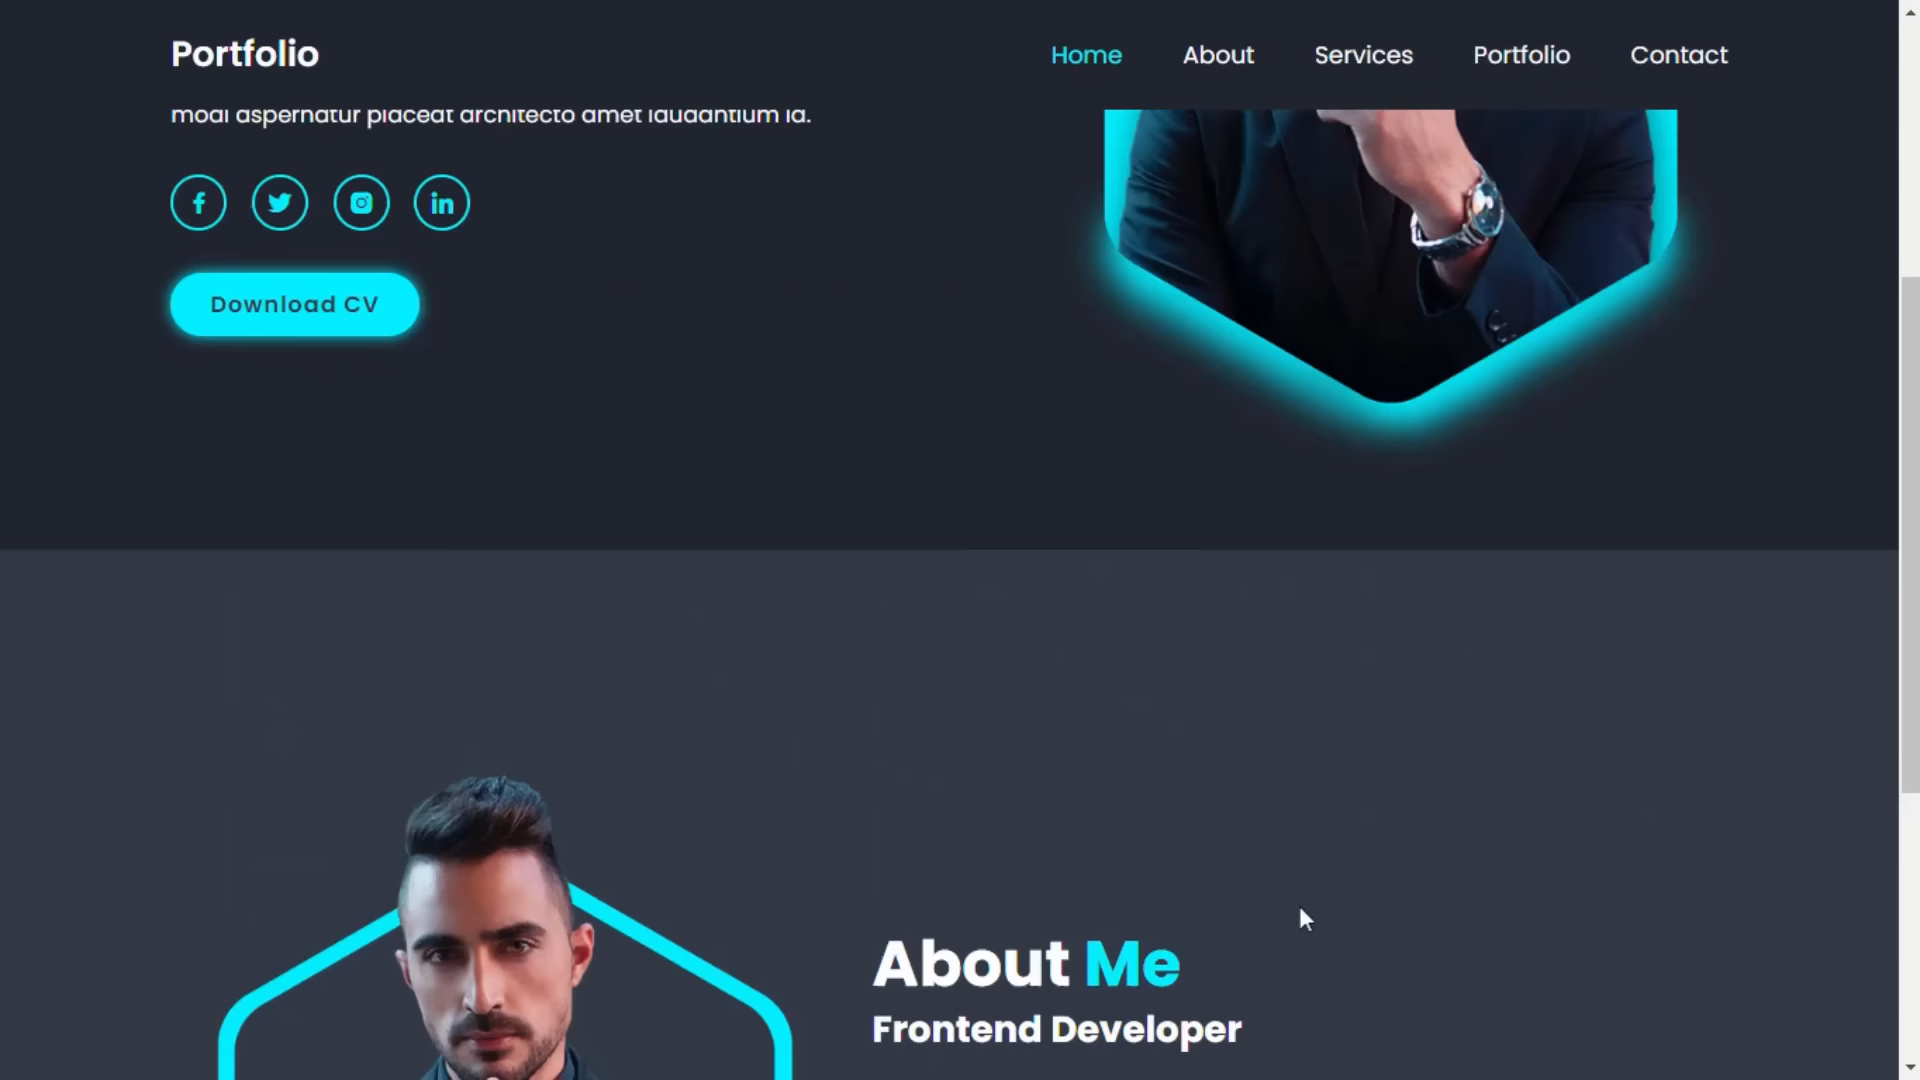 Portfolio
Home About Services Portfolio Contact
modi aspernatur placeat architecto amet laudantium id.
Download CV
About Me
Frontend Developer